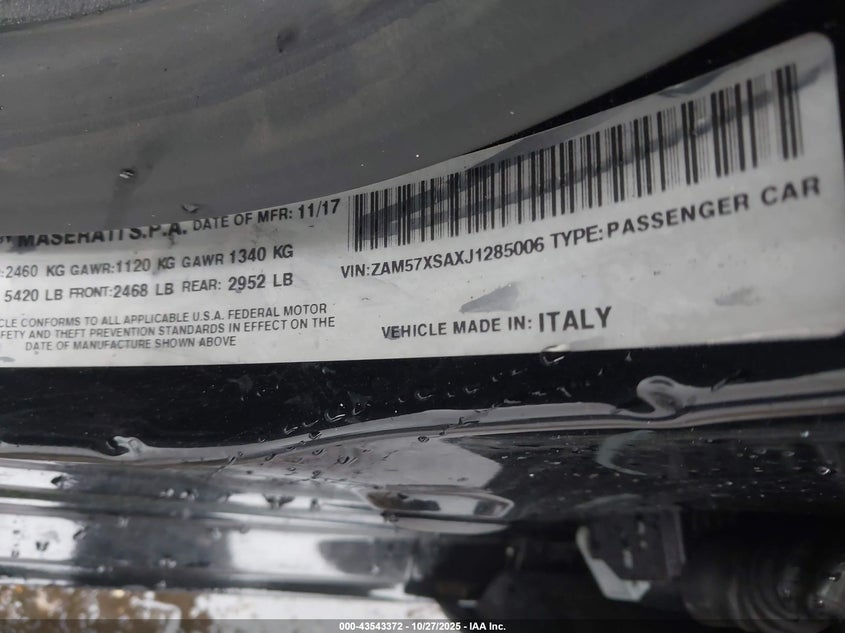 MASERATI S.P.A. DATE OF MFR: 11/17
:2460 KG GAWR:1120 KG GAWR 1340 KG
5420 LB FRONT:2468 LB REAR: 2952 LB
CLE CONFORMS TO ALL APPLICABLE U.S.A. FEDERAL MOTOR
FETY AND THEFT PREVENTION STANDARDS IN EFFECT ON THE
DATE OF MANUFACTURE SHOWN ABOVE
VIN:ZAM57XSAXJ1285006 TYPE:PASSENGER CAR
VEHICLE MADE IN: ITALY
000-43543372 - 10/27/2025 - IAA Inc.